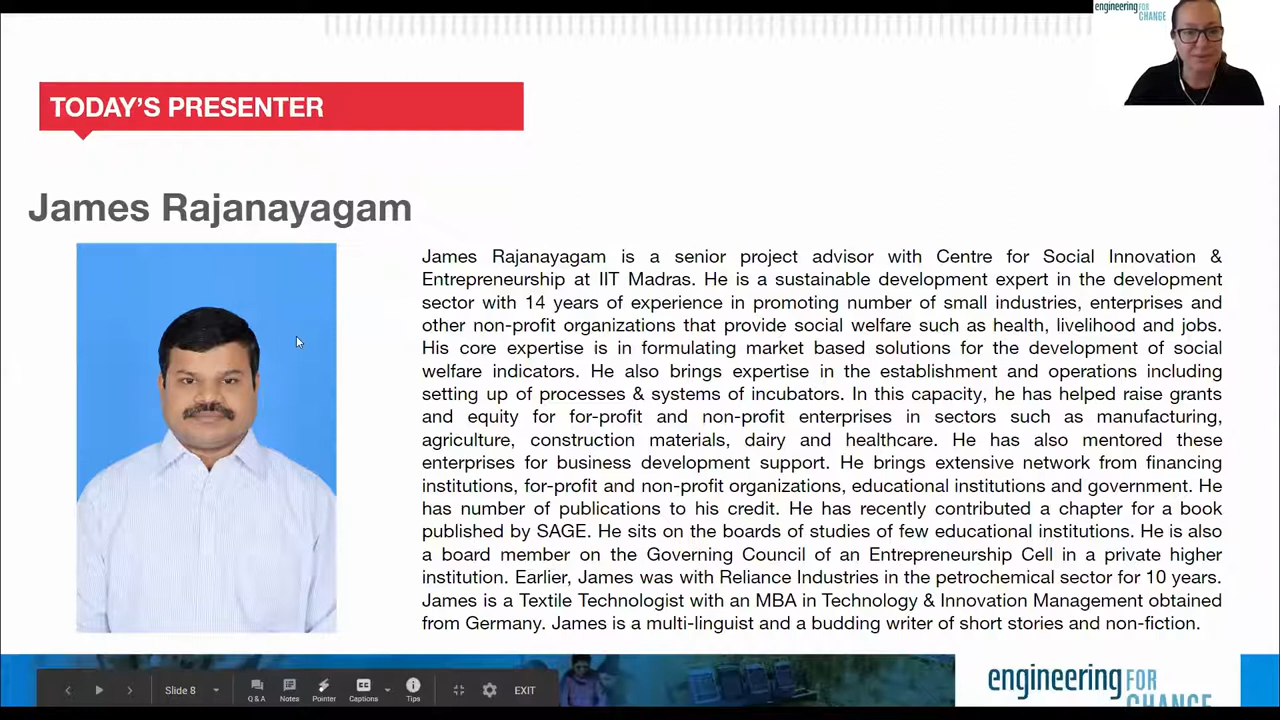 engineering FOR
CHANGE
TODAY'S PRESENTER
James Rajanayagam
James Rajanayagam is a senior project advisor with Centre for Social Innovation &
Entrepreneurship at IIT Madras. He is a sustainable development expert in the development
sector with 14 years of experience in promoting number of small industries, enterprises and
other non-profit organizations that provide social welfare such as health, livelihood and jobs.
His core expertise is in formulating market based solutions for the development of social
welfare indicators. He also brings expertise in the establishment and operations including
setting up of processes & systems of incubators. In this capacity, he has helped raise grants
and equity for for-profit and non-profit enterprises in sectors such as manufacturing,
agriculture, construction materials, dairy and healthcare. He has also mentored these
enterprises for business development support. He brings extensive network from financing
institutions, for-profit and non-profit organizations, educational institutions and government. He
has number of publications to his credit. He has recently contributed a chapter for a book
published by SAGE. He sits on the boards of studies of few educational institutions. He is also
a board member on the Governing Council of an Entrepreneurship Cell in a private higher
institution. Earlier, James was with Reliance Industries in the petrochemical sector for 10 years.
James is a Textile Technologist with an MBA in Technology & Innovation Management obtained
from Germany. James is a multi-linguist and a budding writer of short stories and non-fiction.
Slide 8
Q & A
Notes
Pointer
Captions
Tips
EXIT
engineering FOR
CHANGE